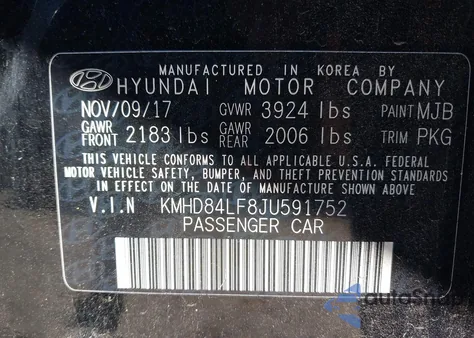 MANUFACTURED IN KOREA BY
HYUNDAI MOTOR COMPANY
NOV/09/17 GVWR 3924 lbs PAINT MJB
GAWR FRONT 2183 lbs GAWR REAR 2006 lbs TRIM PKG
THIS VEHICLE CONFORMS TO ALL APPLICABLE U.S.A. FEDERAL
MOTOR VEHICLE SAFETY, BUMPER, AND THEFT PREVENTION STANDARDS
IN EFFECT ON THE DATE OF MANUFACTURE SHOWN ABOVE.
V.I.N KMHD84LF8JU591752
PASSENGER CAR